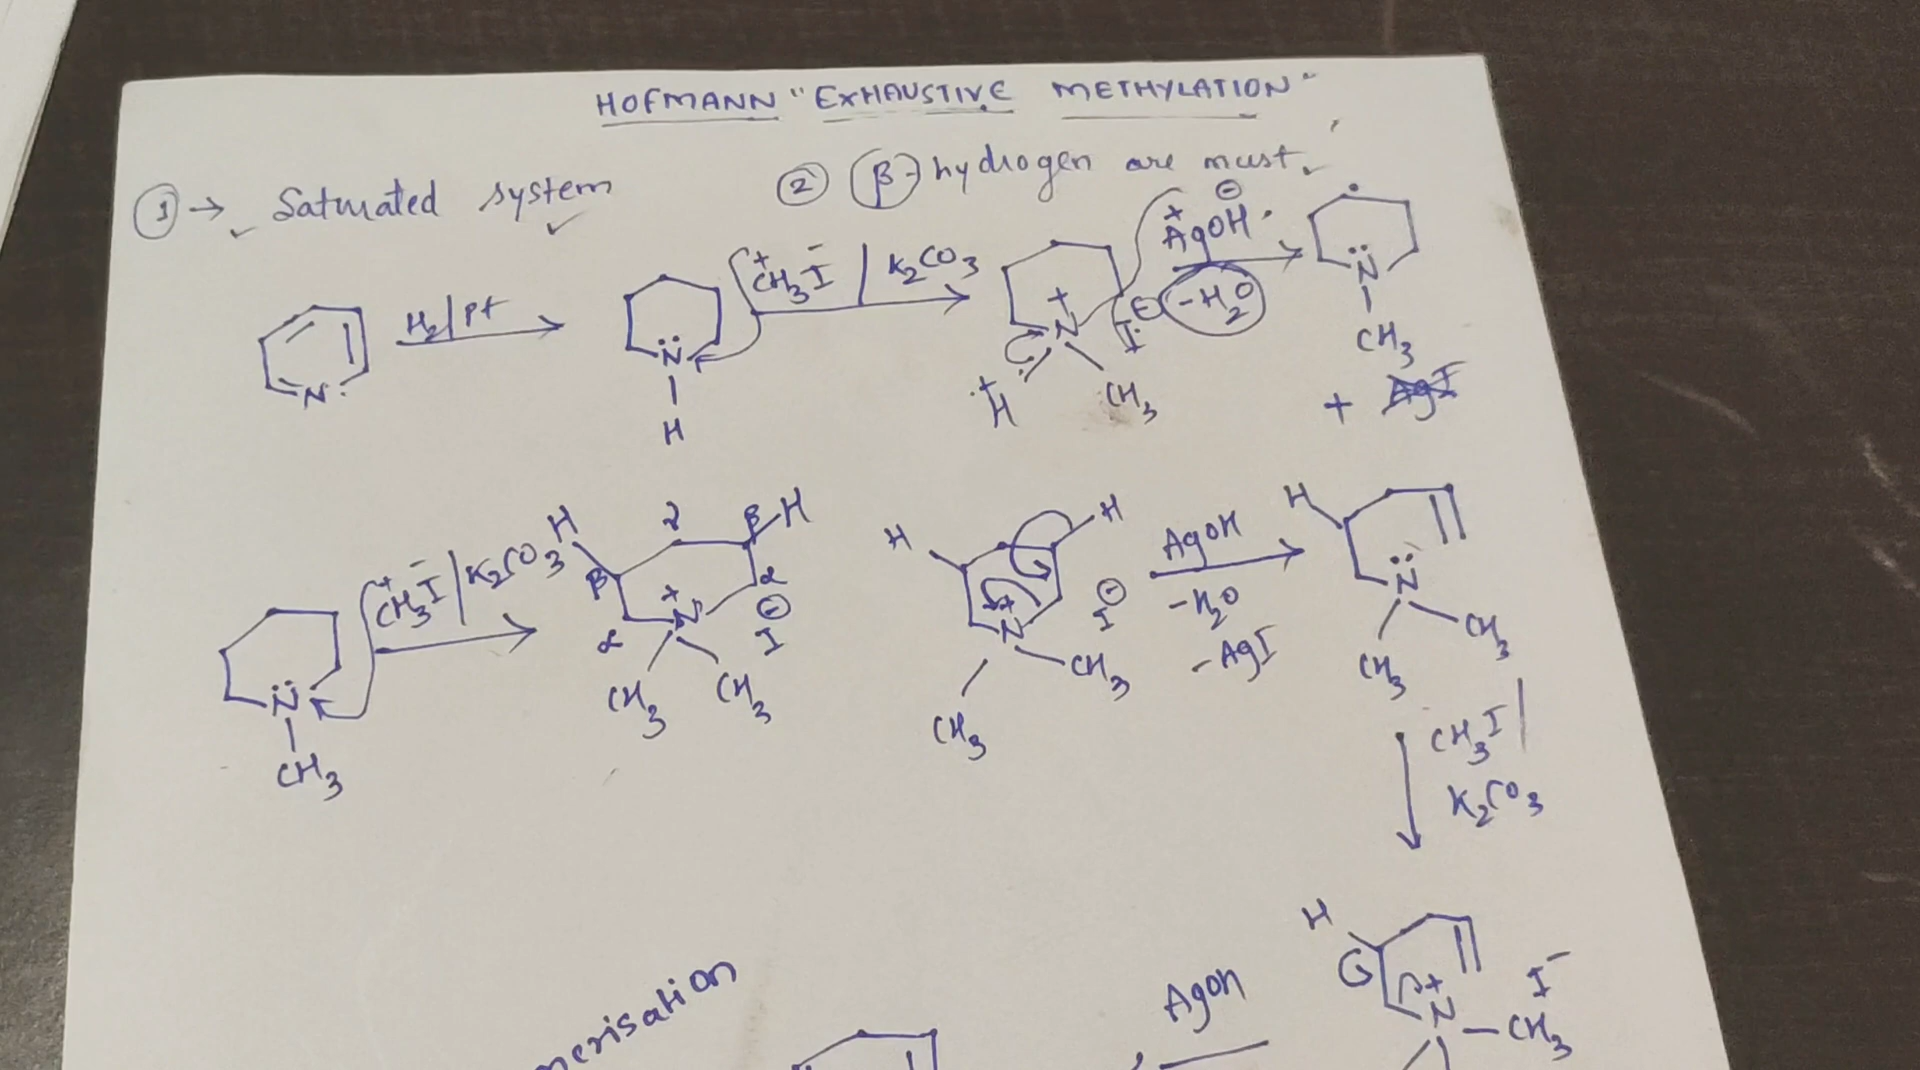 HOFMANN "EXHAUSTIVE METHYLATION"
① → Saturated system ② β-hydrogen are must
H₂/Pt
N
N
H
+ -
CH₃I / K₂CO₃
+
N
H
+
CH₃
I
⊖
+ ⊖
AgOH
-H₂O
N
CH₃
+ AgI
N
CH₃
+ -
CH₃I / K₂CO₃
H
β
γ
β-H
α
α
+
N
CH₃
CH₃
⊖
I
H
H
+
N
CH₃
CH₃
⊖
I
AgOH
-H₂O
-AgI
H
N
CH₃
CH₃
CH₃I /
K₂CO₃
H
+
N-CH₃
I⁻
AgOH
merisation